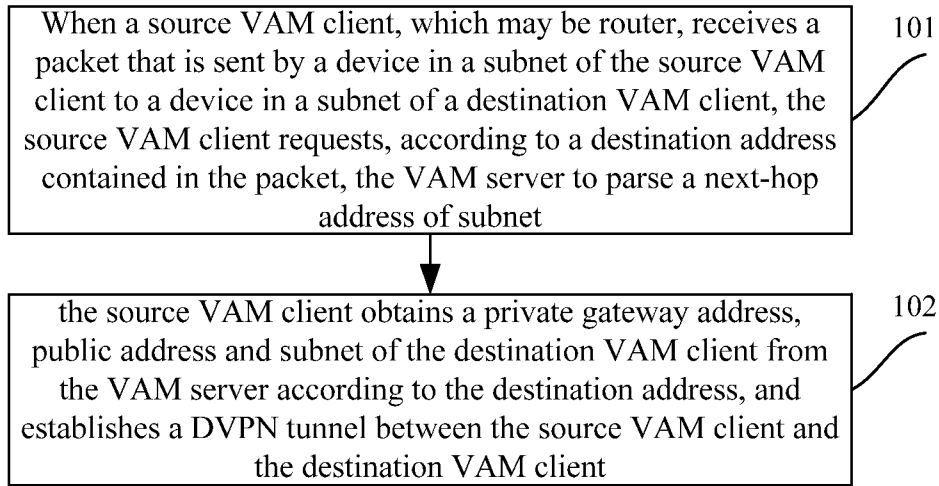 When a source VAM client, which may be router, receives a
packet that is sent by a device in a subnet of the source VAM
client to a device in a subnet of a destination VAM client, the
source VAM client requests, according to a destination address
contained in the packet, the VAM server to parse a next-hop
address of subnet
101
the source VAM client obtains a private gateway address,
public address and subnet of the destination VAM client from
the VAM server according to the destination address, and
establishes a DVPN tunnel between the source VAM client and
the destination VAM client
102